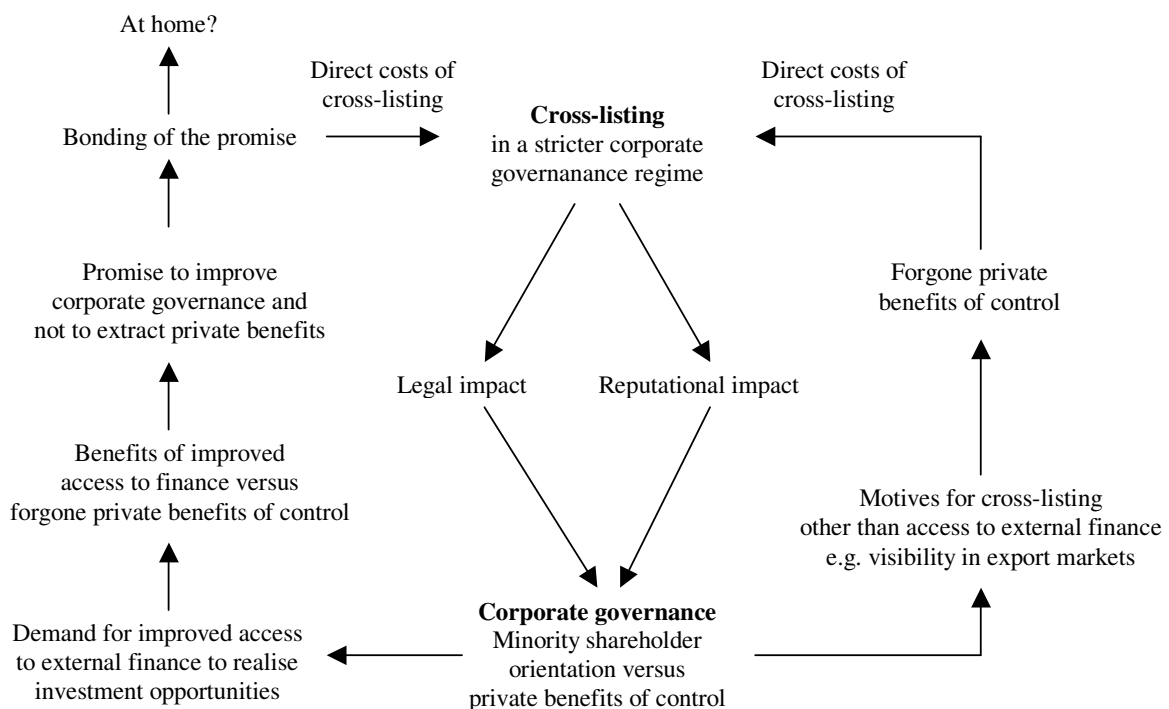 At home?
Direct costs of
cross-listing
Direct costs of
cross-listing
Bonding of the promise
Cross-listing
in a stricter corporate
governanance regime
Promise to improve
corporate governance and
not to extract private benefits
Forgone private
benefits of control
Legal impact
Reputational impact
Benefits of improved
access to finance versus
forgone private benefits of control
Motives for cross-listing
other than access to external finance
e.g. visibility in export markets
Demand for improved access
to external finance to realise
investment opportunities
Corporate governance
Minority shareholder
orientation versus
private benefits of control